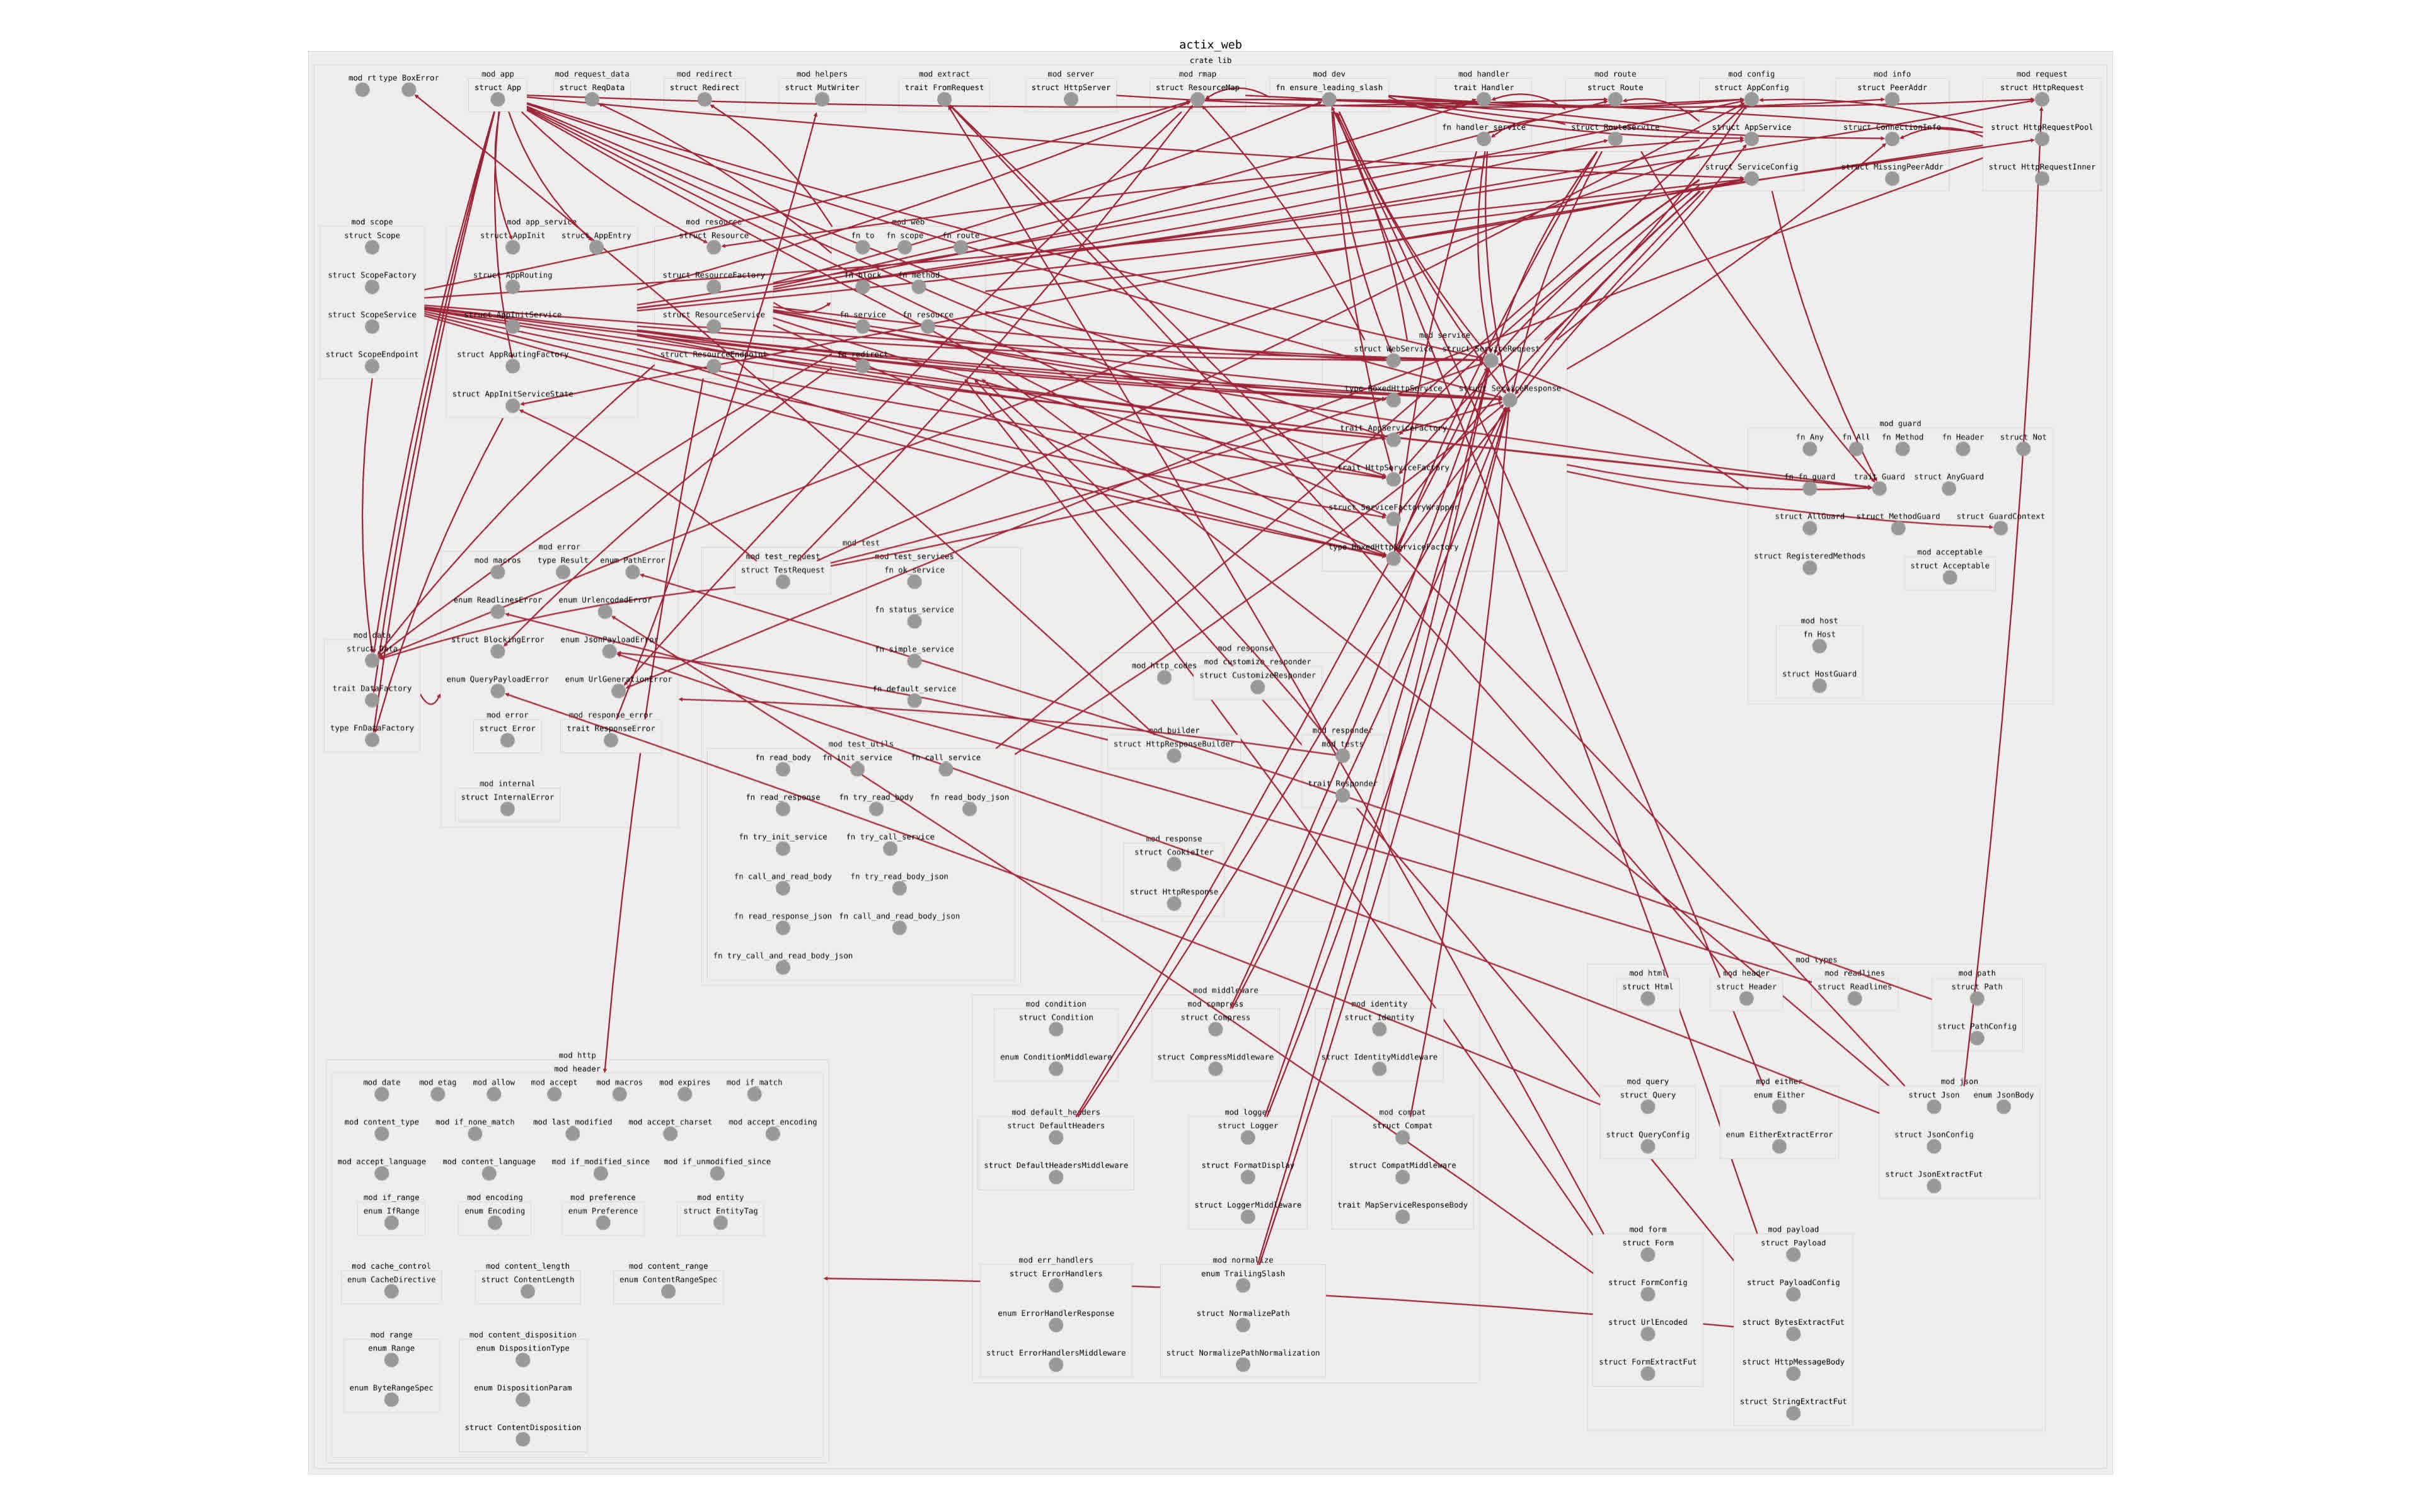 actix_web
crate lib
mod rt
type BoxError
mod app
struct App
mod request_data
struct ReqData
mod redirect
struct Redirect
mod helpers
struct MutWriter
mod extract
trait FromRequest
mod server
struct HttpServer
mod rmap
struct ResourceMap
mod dev
fn ensure_leading_slash
mod handler
trait Handler
fn handler_service
mod route
struct Route
struct RouteService
mod config
struct AppConfig
struct AppService
struct ServiceConfig
mod info
struct PeerAddr
struct ConnectionInfo
struct MissingPeerAddr
mod request
struct HttpRequest
struct HttpRequestPool
struct HttpRequestInner
mod scope
struct Scope
struct ScopeFactory
struct ScopeService
struct ScopeEndpoint
mod app_service
struct AppInit
struct AppEntry
struct AppRouting
struct AppInitService
struct AppRoutingFactory
struct AppInitServiceState
mod resource
struct Resource
struct ResourceFactory
struct ResourceService
struct ResourceEndpoint
mod web
fn to
fn scope
fn route
fn block
fn method
fn service
fn resource
fn redirect
mod service
struct WebService
struct ServiceRequest
type BoxedHttpService
struct ServiceResponse
trait AppServiceFactory
trait HttpServiceFactory
struct ServiceFactoryWrapper
type BoxedHttpServiceFactory
mod guard
fn Any
fn All
fn Method
fn Header
struct Not
fn fn_guard
trait Guard
struct AnyGuard
struct AllGuard
struct MethodGuard
struct GuardContext
struct RegisteredMethods
mod acceptable
struct Acceptable
mod host
fn Host
struct HostGuard
mod data
struct Data
trait DataFactory
type FnDataFactory
mod error
mod macros
type Result
enum PathError
enum ReadlinesError
enum UrlencodedError
struct BlockingError
enum JsonPayloadError
enum QueryPayloadError
enum UrlGenerationError
mod error
struct Error
mod response_error
trait ResponseError
mod internal
struct InternalError
mod test
mod test_request
struct TestRequest
mod test_services
fn ok_service
fn status_service
fn simple_service
fn default_service
mod test_utils
fn read_body
fn init_service
fn call_service
fn read_response
fn try_read_body
fn read_body_json
fn try_init_service
fn try_call_service
fn call_and_read_body
fn try_read_body_json
fn read_response_json
fn call_and_read_body_json
fn try_call_and_read_body_json
mod response
mod http_codes
mod customize_responder
struct CustomizeResponder
mod builder
struct HttpResponseBuilder
mod responder
mod tests
trait Responder
mod response
struct CookieIter
struct HttpResponse
mod middleware
mod condition
struct Condition
enum ConditionMiddleware
mod compress
struct Compress
struct CompressMiddleware
mod identity
struct Identity
struct IdentityMiddleware
mod default_headers
struct DefaultHeaders
struct DefaultHeadersMiddleware
mod logger
struct Logger
struct FormatDisplay
struct LoggerMiddleware
mod compat
struct Compat
struct CompatMiddleware
trait MapServiceResponseBody
mod err_handlers
struct ErrorHandlers
enum ErrorHandlerResponse
struct ErrorHandlersMiddleware
mod normalize
enum TrailingSlash
struct NormalizePath
struct NormalizePathNormalization
mod types
mod html
struct Html
mod header
struct Header
mod readlines
struct Readlines
mod path
struct Path
struct PathConfig
mod query
struct Query
struct QueryConfig
mod either
enum Either
enum EitherExtractError
mod json
struct Json
enum JsonBody
struct JsonConfig
struct JsonExtractFut
mod form
struct Form
struct FormConfig
struct UrlEncoded
struct FormExtractFut
mod payload
struct Payload
struct PayloadConfig
struct BytesExtractFut
struct HttpMessageBody
struct StringExtractFut
mod http
mod header
mod date
mod etag
mod allow
mod accept
mod macros
mod expires
mod if_match
mod content_type
mod if_none_match
mod last_modified
mod accept_charset
mod accept_encoding
mod accept_language
mod content_language
mod if_modified_since
mod if_unmodified_since
mod if_range
enum IfRange
mod encoding
enum Encoding
mod preference
enum Preference
mod entity
struct EntityTag
mod cache_control
enum CacheDirective
mod content_length
struct ContentLength
mod content_range
enum ContentRangeSpec
mod range
enum Range
enum ByteRangeSpec
mod content_disposition
enum DispositionType
enum DispositionParam
struct ContentDisposition